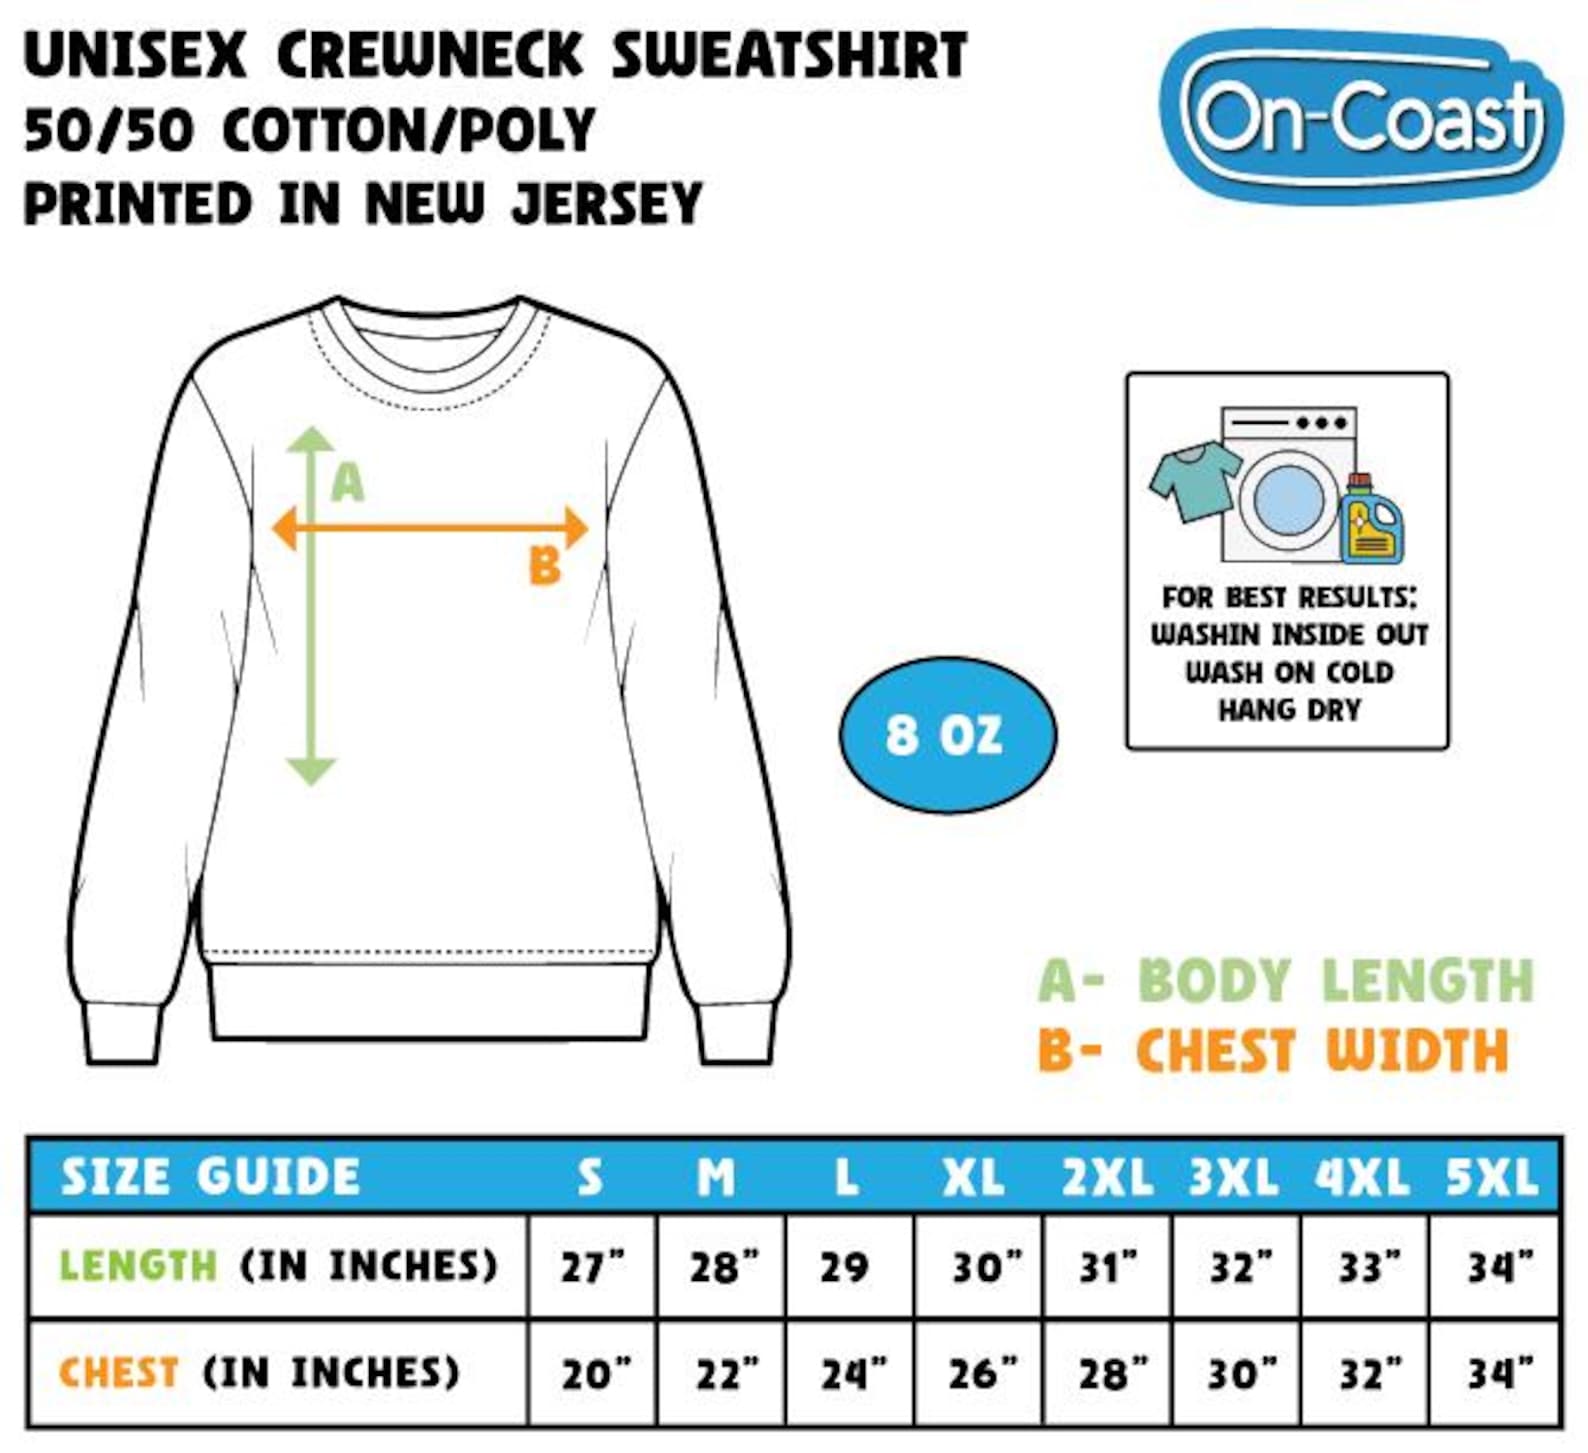 UNISEX CREWNECK SWEATSHIRT
50/50 COTTON/POLY
PRINTED IN NEW JERSEY
On-Coast
A
B
FOR BEST RESULTS:
WASHIN INSIDE OUT
WASH ON COLD
HANG DRY
8 OZ
A- BODY LENGTH
B- CHEST WIDTH
SIZE GUIDE S M L XL 2XL 3XL 4XL 5XL
LENGTH (IN INCHES) 27” 28” 29 30” 31” 32” 33” 34”
CHEST (IN INCHES) 20” 22” 24” 26” 28” 30” 32” 34”